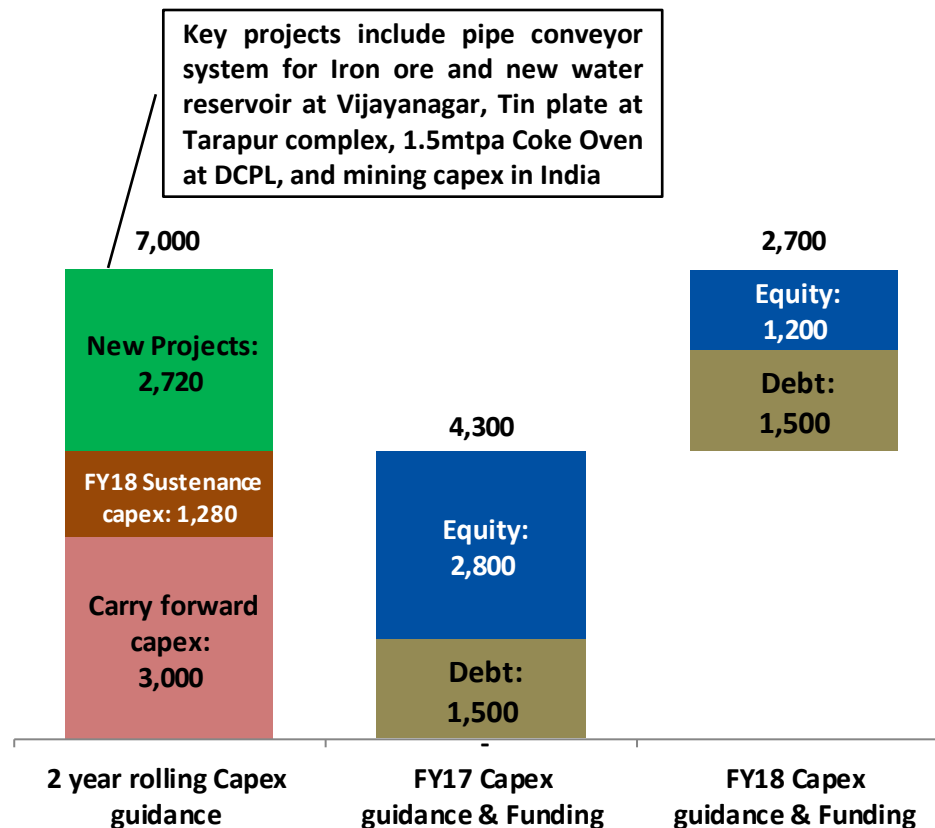 Key projects include pipe conveyor
system for Iron ore and new water
reservoir at Vijayanagar, Tin plate at
Tarapur complex, 1.5mtpa Coke Oven
at DCPL, and mining capex in India
7,000
New Projects:
2,720
FY18 Sustenance
capex: 1,280
Carry forward
capex:
3,000
4,300
Equity:
2,800
Debt:
1,500
-
2,700
Equity:
1,200
Debt:
1,500
2 year rolling Capex
guidance
FY17 Capex
guidance & Funding
FY18 Capex
guidance & Funding